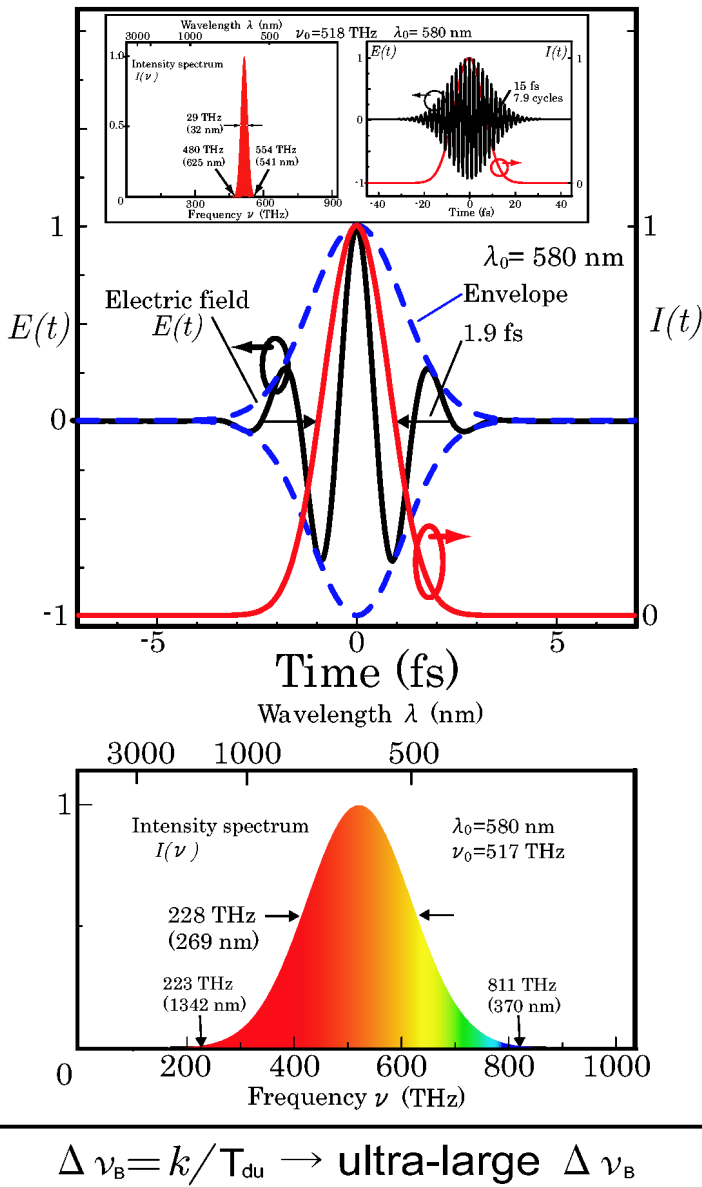 Wavelength λ (nm)
3000 1000 500
ν₀=518 THz λ₀= 580 nm
Intensity spectrum
I(ν)
1.0
0.5
0
29 THz
(32 nm)
480 THz
(625 nm)
554 THz
(541 nm)
300 600 900
Frequency ν (THz)
E(t) I(t)
1 1
0
-1 0
15 fs
7.9 cycles
-40 -20 0 20 40
Time (fs)
1 1
λ₀= 580 nm
Electric field
E(t)
Envelope
1.9 fs
E(t) I(t)
0
-1 0
-5 0 5
Time (fs)
Wavelength λ (nm)
3000 1000 500
1
Intensity spectrum
I(ν)
λ₀=580 nm
ν₀=517 THz
228 THz
(269 nm)
223 THz
(1342 nm)
811 THz
(370 nm)
0 200 400 600 800 1000
Frequency ν (THz)
Δ νB=k/Tdu → ultra-large Δ νB